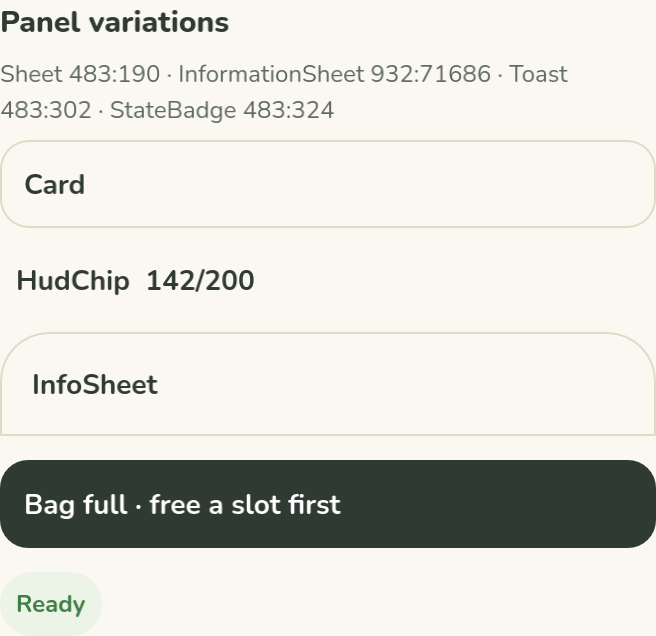 Panel variations
Sheet 483:190 · InformationSheet 932:71686 · Toast
483:302 · StateBadge 483:324
Card
HudChip 142/200
InfoSheet
Bag full · free a slot first
Ready